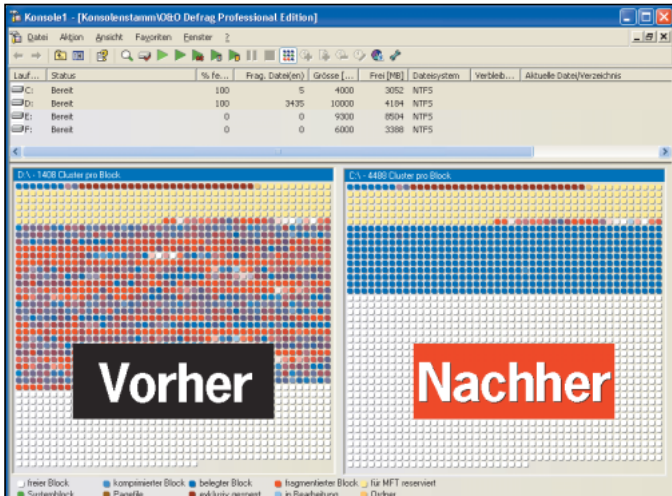 Konsole1 - [Konsolenstamm\O&O Defrag Professional Edition]
Datei Aktion Ansicht Favoriten Fenster ?
Lauf... Status % fe... Frag. Datei(en) Grösse [... Frei [MB] Dateisystem Verbleib... Aktuelle Datei/Verzeichnis
C: Bereit 100 5 4000 3052 NTFS
D: Bereit 100 3435 10000 4184 NTFS
E: Bereit 0 0 9300 8504 NTFS
F: Bereit 0 0 6000 3388 NTFS
D:\ - 1408 Cluster pro Block
C:\ - 4488 Cluster pro Block
Vorher
Nachher
freier Block komprimierter Block belegter Block fragmentierter Block für MFT reserviert
Systemblock Pagefile exklusiv gesperrt in Bearbeitung Ordner